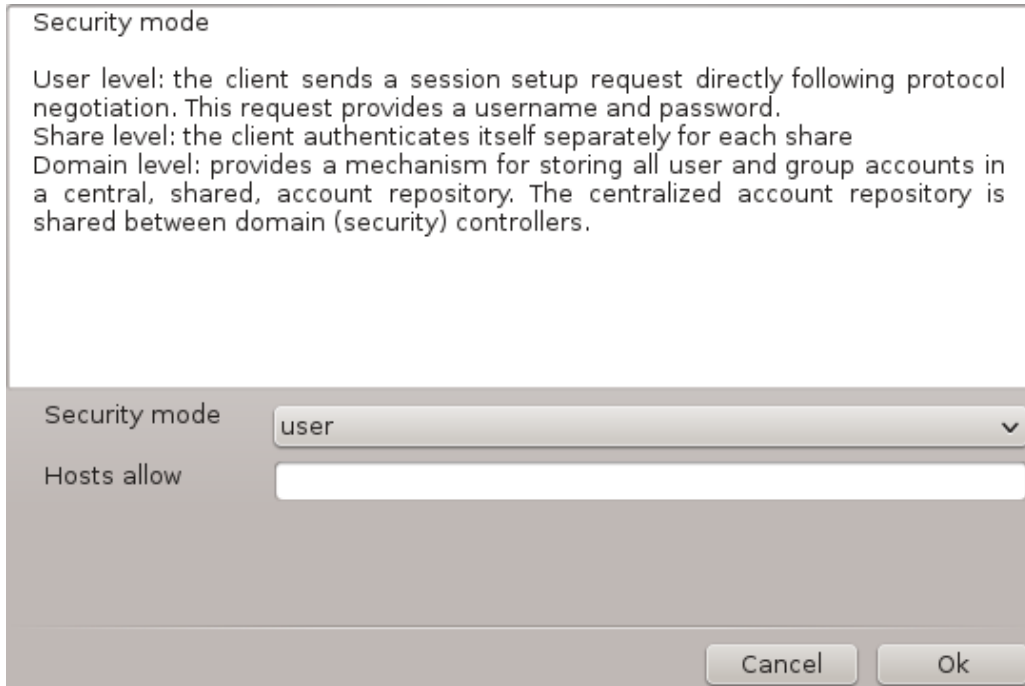 Security mode
User level: the client sends a session setup request directly following protocol
negotiation. This request provides a username and password.
Share level: the client authenticates itself separately for each share
Domain level: provides a mechanism for storing all user and group accounts in
a central, shared, account repository. The centralized account repository is
shared between domain (security) controllers.
Security mode
user
Hosts allow
Cancel
Ok